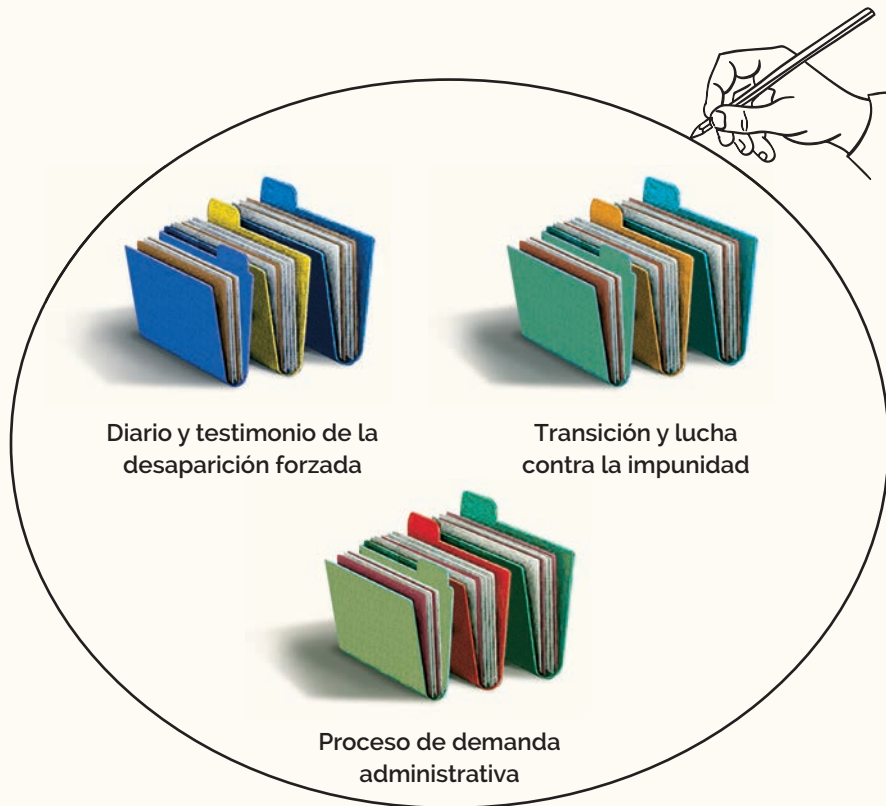 Diario y testimonio de la
desaparición forzada
Transición y lucha
contra la impunidad
Proceso de demanda
administrativa